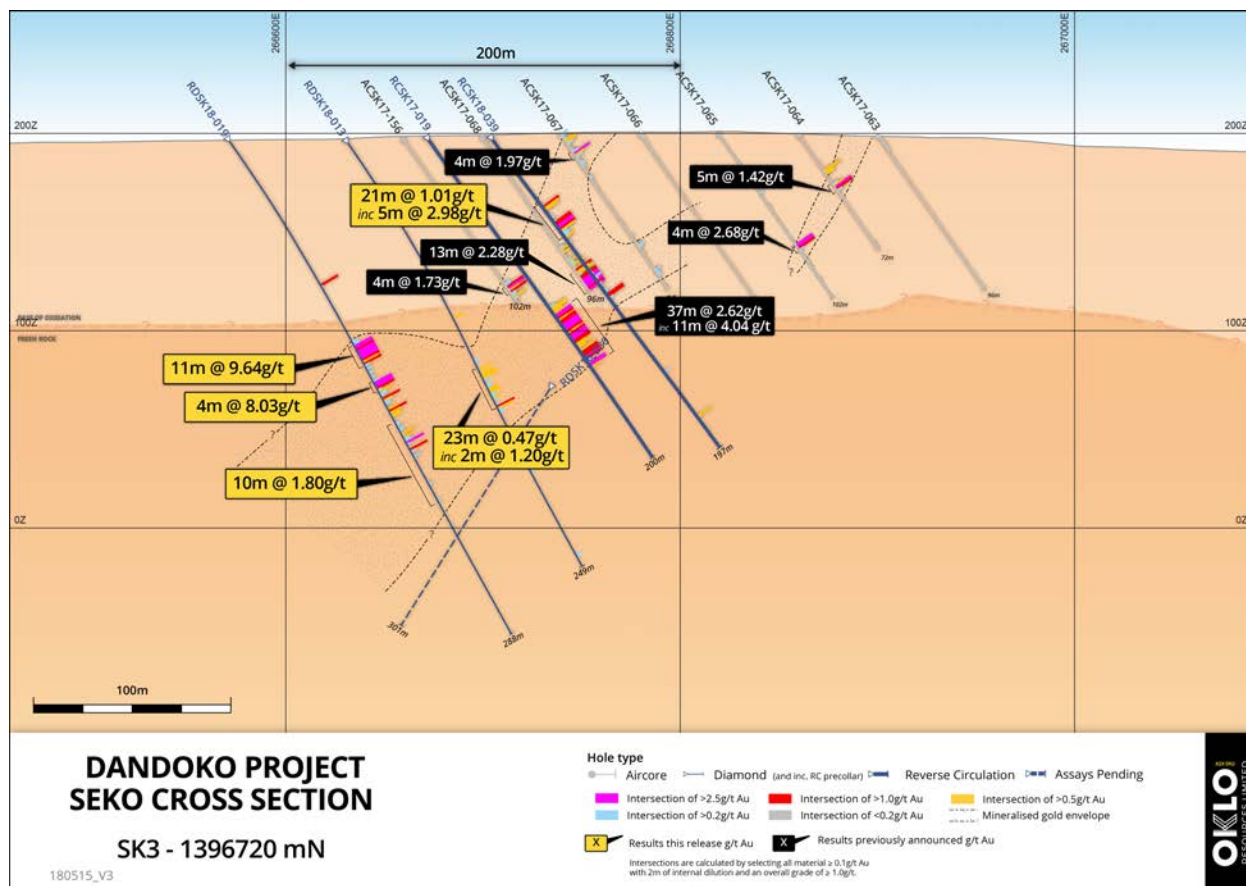 266600E
266800E
267000E
200m
RDSK18-019
RDSK18-013
ACSK17-156
RCSK17-019
ACSK17-068
RCSK18-039
ACSK17-067
ACSK17-066
ACSK17-065
ACSK17-064
ACSK17-063
200Z
200Z
4m @ 1.97g/t
5m @ 1.42g/t
21m @ 1.01g/t
inc 5m @ 2.98g/t
4m @ 2.68g/t
13m @ 2.28g/t
4m @ 1.73g/t
72m
?
102m
96m
102m
96m
37m @ 2.62g/t
inc 11m @ 4.04 g/t
BASE OF OXIDATION
FRESH ROCK
100Z
100Z
11m @ 9.64g/t
4m @ 8.03g/t
23m @ 0.47g/t
inc 2m @ 1.20g/t
?
10m @ 1.80g/t
200m
197m
0Z
0Z
?
249m
301m
288m
100m
DANDOKO PROJECT
SEKO CROSS SECTION
SK3 - 1396720 mN
180515_V3
Hole type
Aircore Diamond (and inc, RC precollar) Reverse Circulation Assays Pending
Intersection of >2.5g/t Au Intersection of >1.0g/t Au Intersection of >0.5g/t Au
Intersection of >0.2g/t Au Intersection of <0.2g/t Au Mineralised gold envelope
X Results this release g/t Au X Results previously announced g/t Au
Intersections are calculated by selecting all material ≥ 0.1g/t Au
with 2m of internal dilution and an overall grade of ≥ 1.0g/t.
ASX:OKU
OKLO
RESOURCES LIMITED